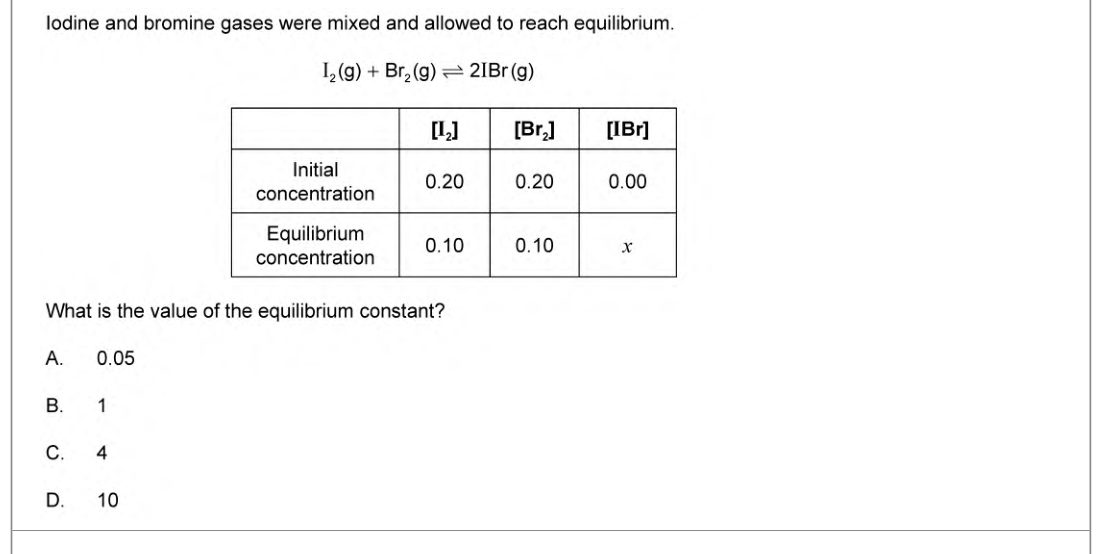 Iodine and bromine gases were mixed and allowed to reach equilibrium.
I₂(g) + Br₂(g) ⇌ 2IBr(g)
[I₂] [Br₂] [IBr]
Initial
concentration 0.20 0.20 0.00
Equilibrium
concentration 0.10 0.10 x
What is the value of the equilibrium constant?
A. 0.05
B. 1
C. 4
D. 10